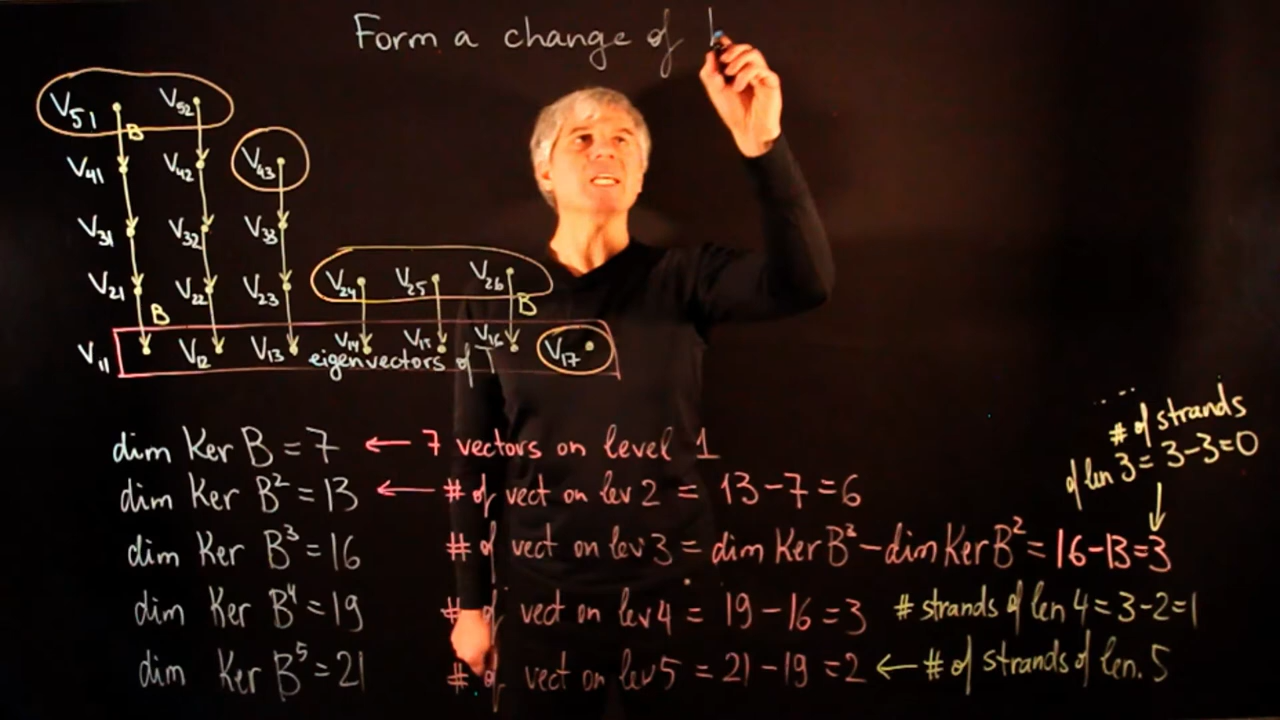 Form a change of
V51 V52
B
V41 V42 V43
V31 V32 V33
V21 V22 V23 V24 V25 V26
B B
V11 V12 V13 V14 V15 V16 V17
eigenvectors of T
dim Ker B = 7 ← 7 vectors on level 1
dim Ker B² = 13 ← # of vect on lev 2 = 13 - 7 = 6
... # of strands
of len 3 = 3-3=0
dim Ker B³ = 16 # of vect on lev 3 = dim Ker B³ - dim Ker B² = 16-13=3
dim Ker B⁴ = 19 # of vect on lev 4 = 19 - 16 = 3 # strands of len 4 = 3-2=1
dim Ker B⁵ = 21 # of vect on lev 5 = 21 - 19 = 2 ← # of strands of len. 5